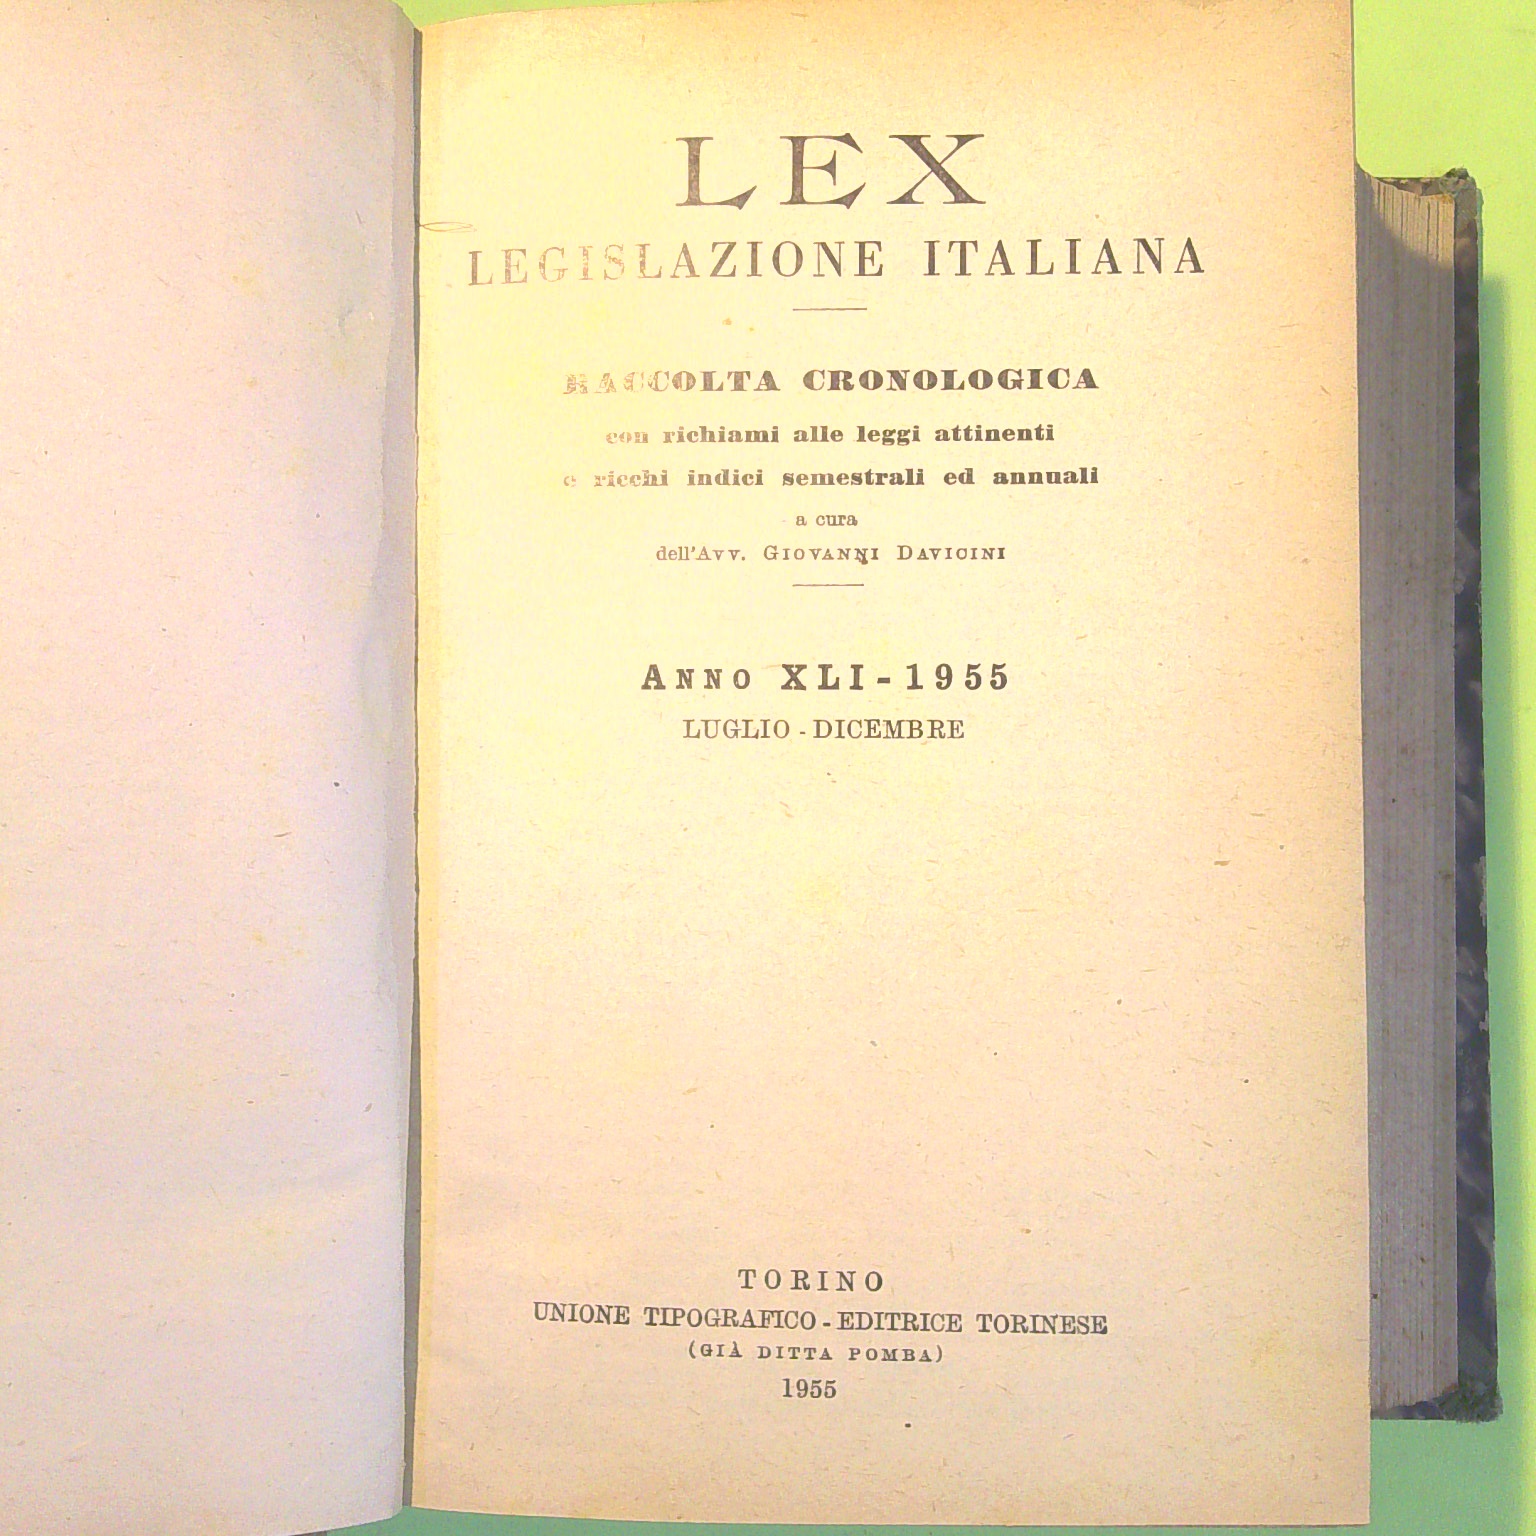 LEX
LEGISLAZIONE ITALIANA
RACCOLTA CRONOLOGICA
con richiami alle leggi attinenti
e ricchi indici semestrali ed annuali
a cura
dell'Avv. GIOVANNI DAVICINI
ANNO XLI - 1955
LUGLIO - DICEMBRE
TORINO
UNIONE TIPOGRAFICO - EDITRICE TORINESE
(GIÀ DITTA POMBA)
1955